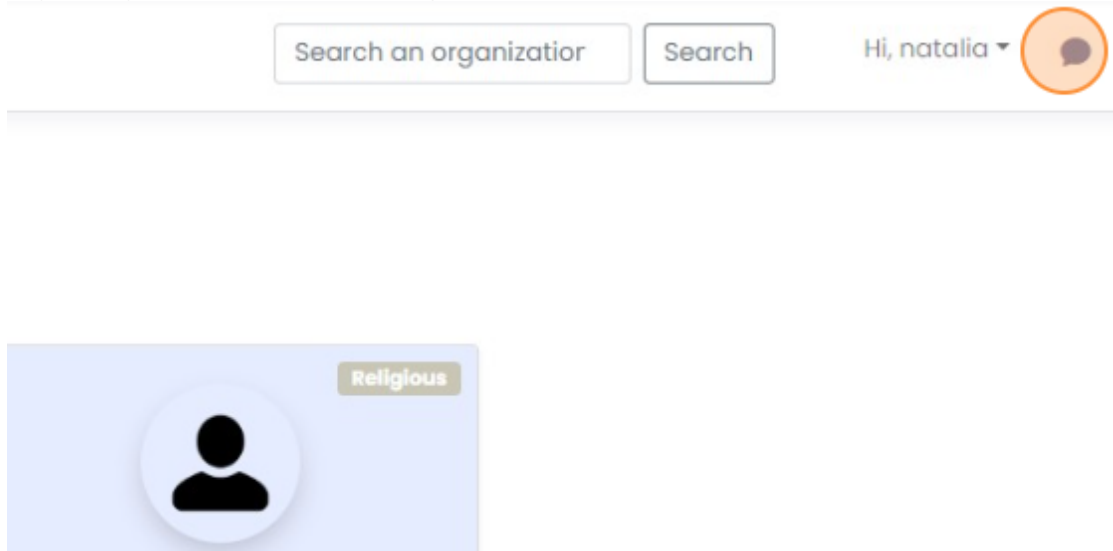 Search an organizatior
Search
Hi, natalia
Religious